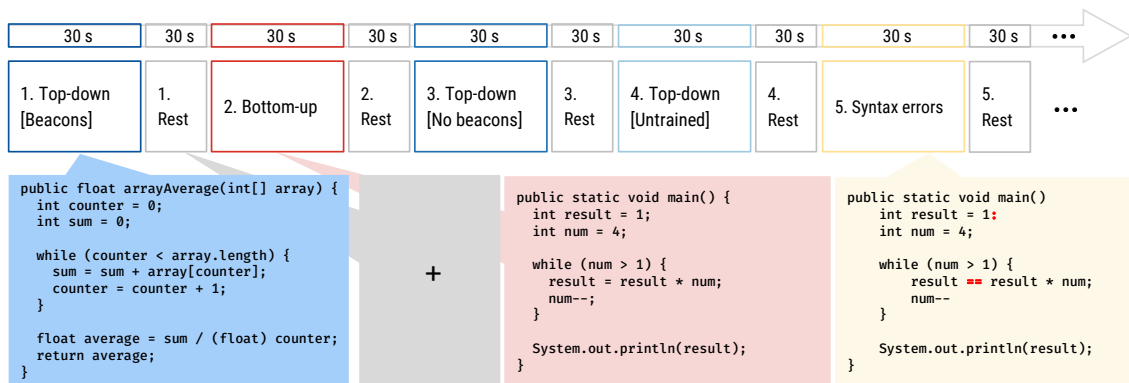 30 s 30 s 30 s 30 s 30 s 30 s 30 s 30 s 30 s 30 s •••
1. Top-down
[Beacons]
1.
Rest
2. Bottom-up
2.
Rest
3. Top-down
[No beacons]
3.
Rest
4. Top-down
[Untrained]
4.
Rest
5. Syntax errors
5.
Rest
•••
public float arrayAverage(int[] array) {
  int counter = 0;
  int sum = 0;
  while (counter < array.length) {
    sum = sum + array[counter];
    counter = counter + 1;
  }
  float average = sum / (float) counter;
  return average;
}
+
public static void main() {
  int result = 1;
  int num = 4;
  while (num > 1) {
    result = result * num;
    num--;
  }
  System.out.println(result);
}
public static void main()
    int result = 1:
    int num = 4;
    while (num > 1) {
        result == result * num;
        num--
    }
    System.out.println(result);
}